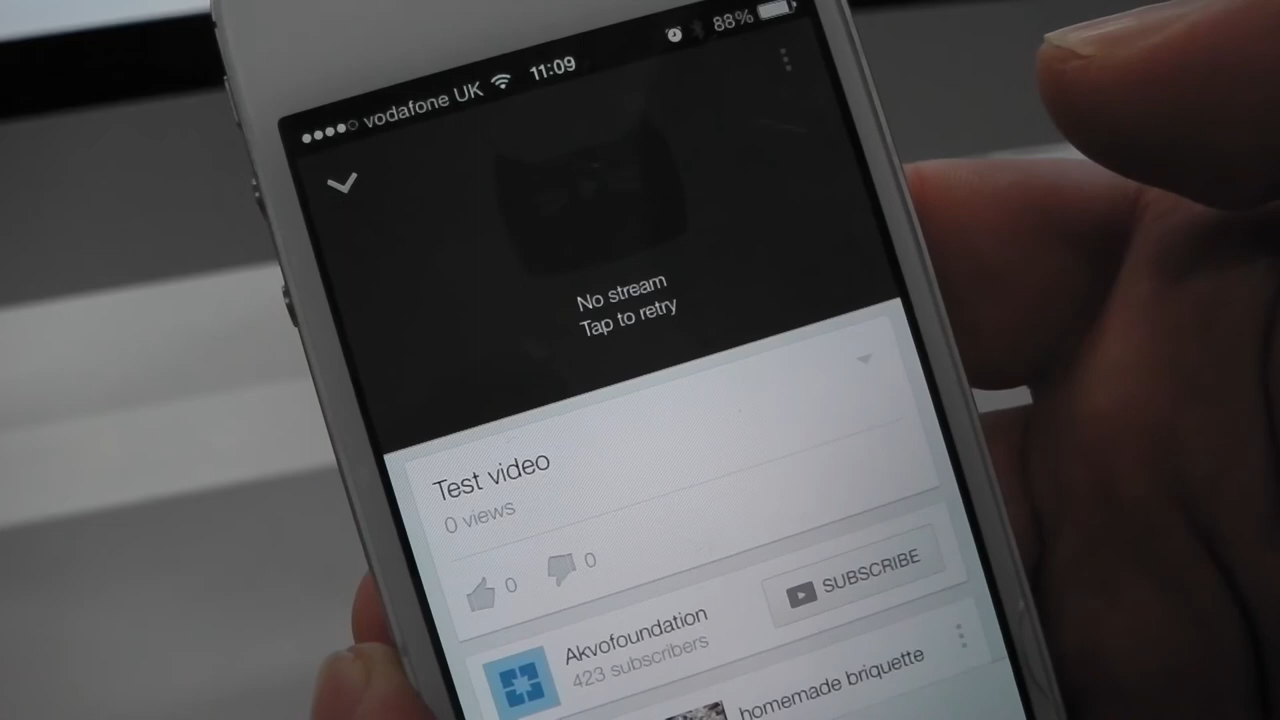 vodafone UK 11:09 88%
No stream
Tap to retry
Test video
0 views
0 0
SUBSCRIBE
Akvofoundation
423 subscribers
homemade briquette